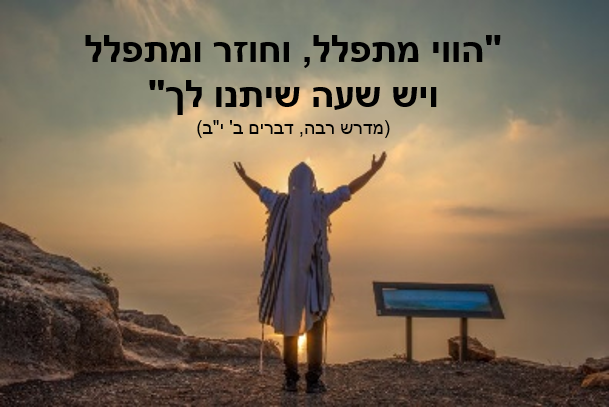 "הווי מתפלל, וחוזר ומתפלל
ויש שעה שיתנו לך"
(מדרש רבה, דברים ב' י"ב)